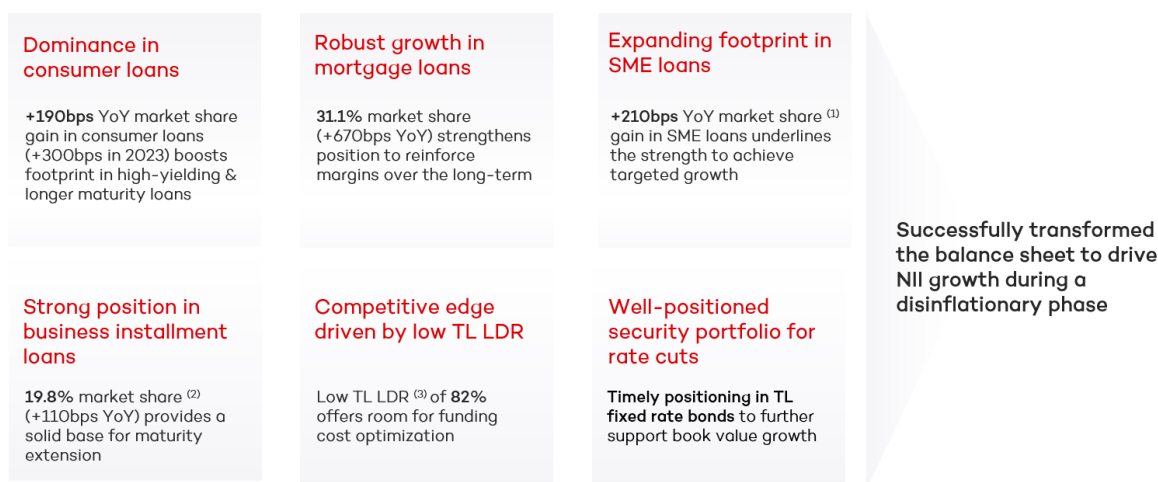 Dominance in
consumer loans
+190bps YoY market share
gain in consumer loans
(+300bps in 2023) boosts
footprint in high-yielding &
longer maturity loans
Robust growth in
mortgage loans
31.1% market share
(+670bps YoY) strengthens
position to reinforce
margins over the long-term
Expanding footprint in
SME loans
+210bps YoY market share (1)
gain in SME loans underlines
the strength to achieve
targeted growth
Strong position in
business installment
loans
19.8% market share (2)
(+110bps YoY) provides a
solid base for maturity
extension
Competitive edge
driven by low TL LDR
Low TL LDR (3) of 82%
offers room for funding
cost optimization
Well-positioned
security portfolio for
rate cuts
Timely positioning in TL
fixed rate bonds to further
support book value growth
Successfully transformed
the balance sheet to drive
NII growth during a
disinflationary phase